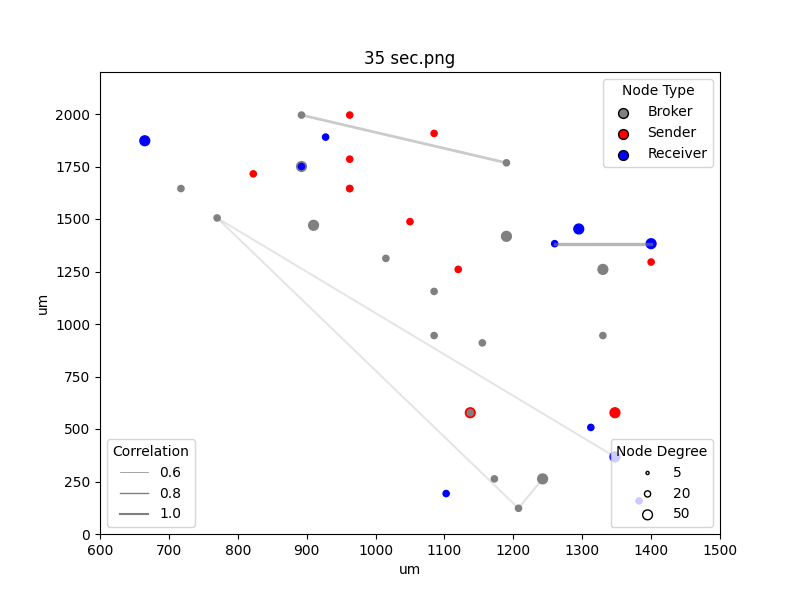 35 sec.png
um
2000
1750
1500
1250
1000
750
500
250
0
600
700
800
900
1000
1100
1200
1300
1400
1500
um
Node Type
Broker
Sender
Receiver
Correlation
0.6
0.8
1.0
Node Degree
5
20
50